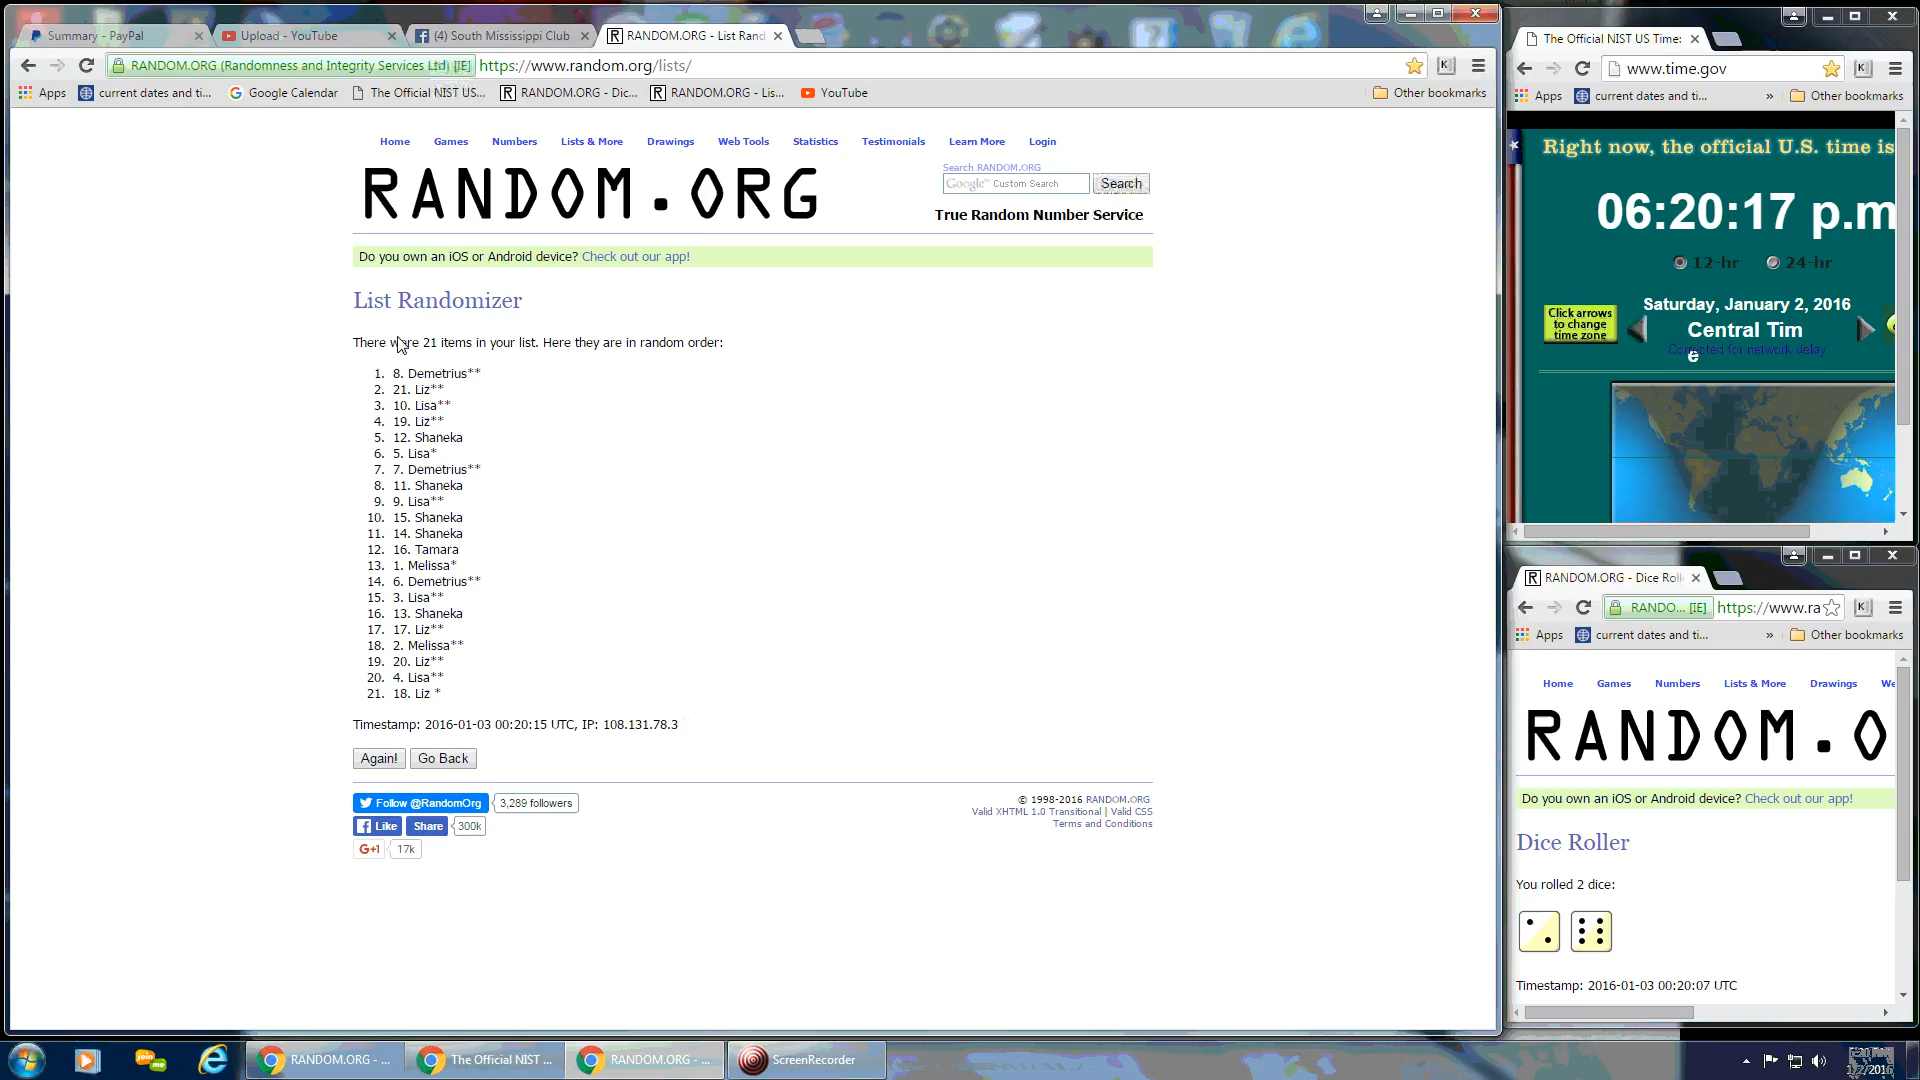 Summary - PayPal
Upload - YouTube
(4) South Mississippi Club
RANDOM.ORG - List Rand
RANDOM.ORG (Randomness and Integrity Services Ltd) [IE]
https://www.random.org/lists/
Apps
current dates and ti...
Google Calendar
The Official NIST US...
RANDOM.ORG - Dic...
RANDOM.ORG - Lis...
YouTube
Other bookmarks
Home Games Numbers Lists & More Drawings Web Tools Statistics Testimonials Learn More Login
RANDOM.ORG
Search RANDOM.ORG
Google™ Custom Search
Search
True Random Number Service
Do you own an iOS or Android device? Check out our app!
List Randomizer
There were 21 items in your list. Here they are in random order:
1. 8. Demetrius**
2. 21. Liz**
3. 10. Lisa**
4. 19. Liz**
5. 12. Shaneka
6. 5. Lisa*
7. 7. Demetrius**
8. 11. Shaneka
9. 9. Lisa**
10. 15. Shaneka
11. 14. Shaneka
12. 16. Tamara
13. 1. Melissa*
14. 6. Demetrius**
15. 3. Lisa**
16. 13. Shaneka
17. 17. Liz**
18. 2. Melissa**
19. 20. Liz**
20. 4. Lisa**
21. 18. Liz *
Timestamp: 2016-01-03 00:20:15 UTC, IP: 108.131.78.3
Again! Go Back
Follow @RandomOrg 3,289 followers
Like Share 300k
G+1 17k
© 1998-2016 RANDOM.ORG
Valid XHTML 1.0 Transitional | Valid CSS
Terms and Conditions
The Official NIST US Time:
www.time.gov
Apps
current dates and ti...
»
Other bookmarks
Right now, the official U.S. time is
06:20:17 p.m
12-hr 24-hr
Click arrows
to change
time zone
Saturday, January 2, 2016
Central Tim
e
Corrected for network delay
RANDOM.ORG - Dice Roll
RANDO... [IE]
https://www.ra
Apps
current dates and ti...
»
Other bookmarks
Home Games Numbers Lists & More Drawings We
RANDOM.O
Do you own an iOS or Android device? Check out our app!
Dice Roller
You rolled 2 dice:
Timestamp: 2016-01-03 00:20:07 UTC
RANDOM.ORG - ...
The Official NIST ...
RANDOM.ORG - ...
ScreenRecorder
1/2/2016